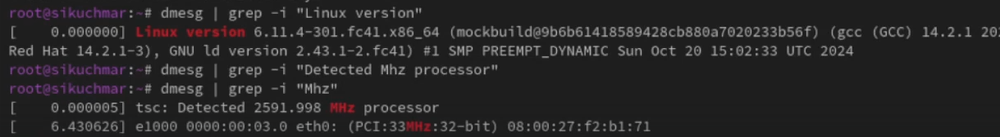 root@sikuchmar:~# dmesg | grep -i "Linux version"
[    0.000000] Linux version 6.11.4-301.fc41.x86_64 (mockbuild@9b6b61418589428cb880a7020233b56f) (gcc (GCC) 14.2.1 20
Red Hat 14.2.1-3), GNU ld version 2.43.1-2.fc41) #1 SMP PREEMPT_DYNAMIC Sun Oct 20 15:02:33 UTC 2024
root@sikuchmar:~# dmesg | grep -i "Detected Mhz processor"
root@sikuchmar:~# dmesg | grep -i "Mhz"
[    0.000005] tsc: Detected 2591.998 MHz processor
[    6.430626] e1000 0000:00:03.0 eth0: (PCI:33MHz:32-bit) 08:00:27:f2:b1:71